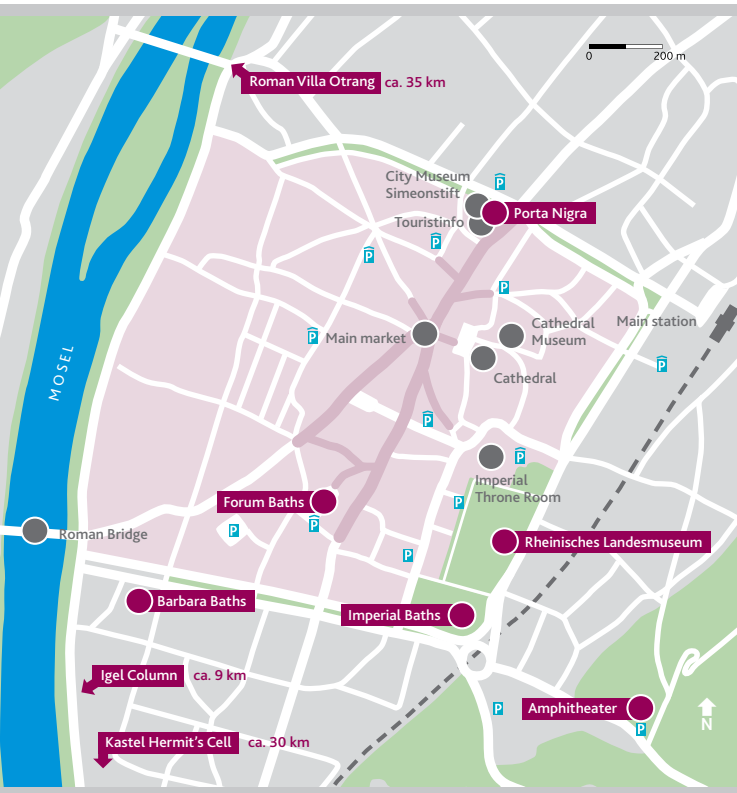 0 200 m
Roman Villa Otrang ca. 35 km
City Museum
Simeonstift
P
Porta Nigra
Touristinfo
P
P
P
Main station
Cathedral
Museum
P
Main market
MOSEL
P
Cathedral
P
P
Imperial
Throne Room
Forum Baths
P
P
P
Roman Bridge
Rheinisches Landesmuseum
P
Barbara Baths
Imperial Baths
Igel Column ca. 9 km
P
Amphitheater
N
P
Kastel Hermit's Cell ca. 30 km